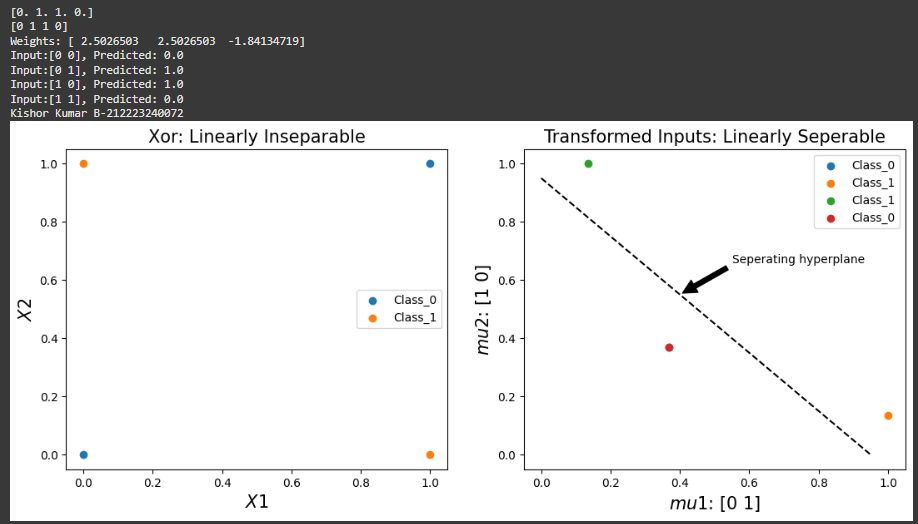 [0. 1. 1. 0.]
[0 1 1 0]
Weights: [ 2.5026503   2.5026503  -1.84134719]
Input:[0 0], Predicted: 0.0
Input:[0 1], Predicted: 1.0
Input:[1 0], Predicted: 1.0
Input:[1 1], Predicted: 0.0
Kishor Kumar B-212223240072
Xor: Linearly Inseparable
1.0
0.8
0.6
0.4
0.2
0.0
X2
Class_0
Class_1
0.0 0.2 0.4 0.6 0.8 1.0
X1
Transformed Inputs: Linearly Seperable
1.0
0.8
0.6
0.4
0.2
0.0
mu2: [1 0]
Class_0
Class_1
Class_1
Class_0
Seperating hyperplane
0.0 0.2 0.4 0.6 0.8 1.0
mu1: [0 1]